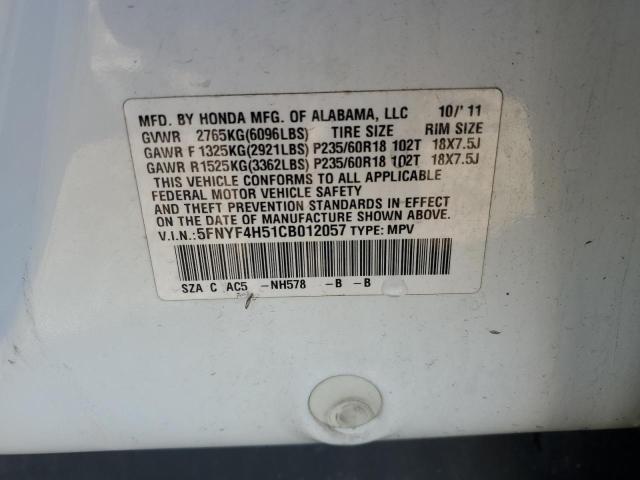 MFD. BY HONDA MFG. OF ALABAMA, LLC 10/'11
GVWR 2765KG(6096LBS) TIRE SIZE RIM SIZE
GAWR F 1325KG(2921LBS) P235/60R18 102T 18X7.5J
GAWR R1525KG(3362LBS) P235/60R18 102T 18X7.5J
THIS VEHICLE CONFORMS TO ALL APPLICABLE
FEDERAL MOTOR VEHICLE SAFETY
AND THEFT PREVENTION STANDARDS IN EFFECT
ON THE DATE OF MANUFACTURE SHOWN ABOVE.
V.I.N.:5FNYF4H51CB012057 TYPE: MPV
SZA C AC5 -NH578 -B -B